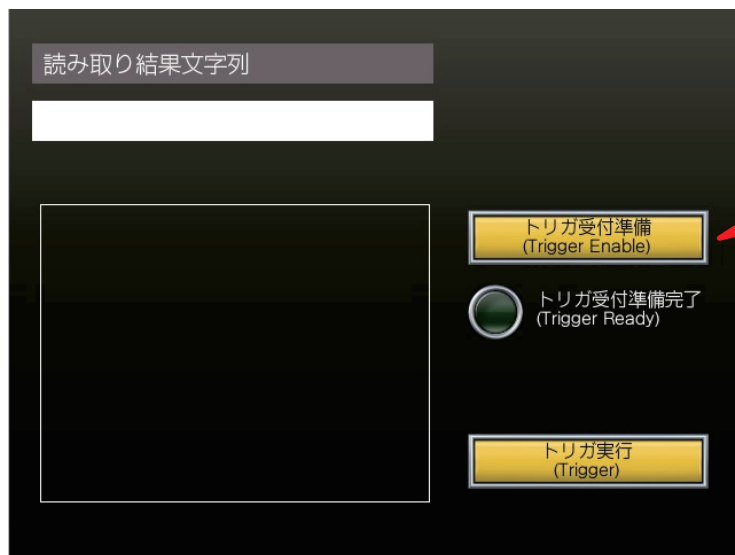 読み取り結果文字列
トリガ受付準備
(Trigger Enable)
トリガ受付準備完了
(Trigger Ready)
トリガ実行
(Trigger)